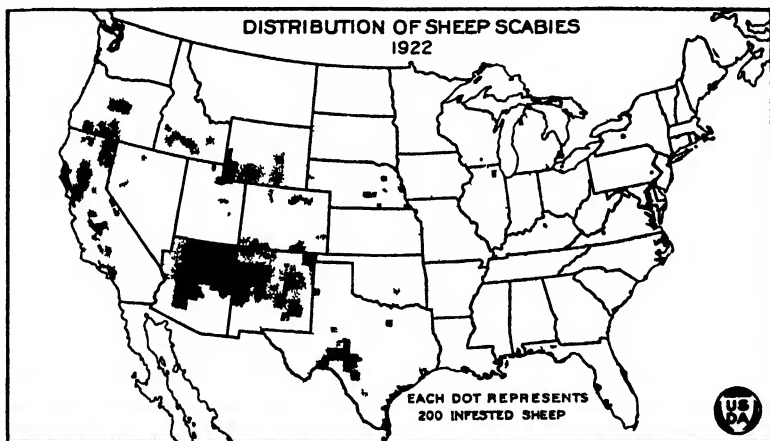 DISTRIBUTION OF SHEEP SCABIES
1922
EACH DOT REPRESENTS
200 INFESTED SHEEP
US
DA